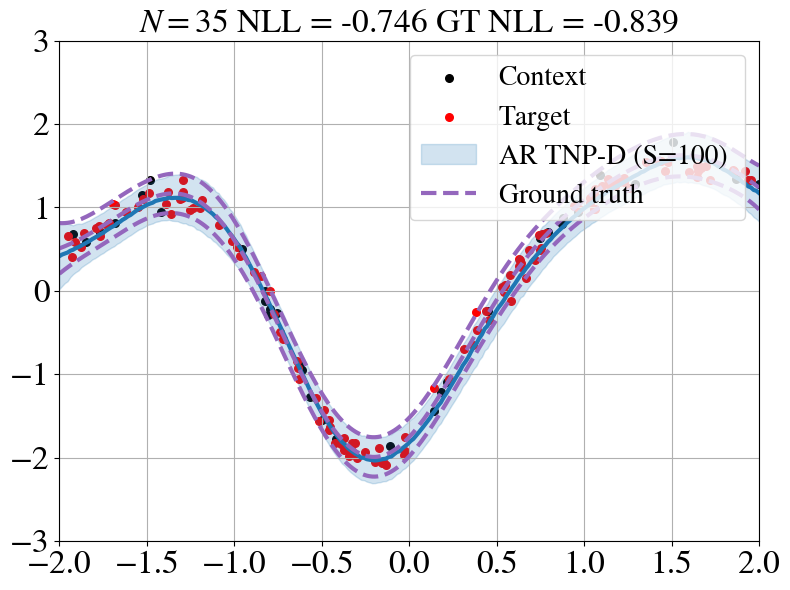 N = 35 NLL = -0.746 GT NLL = -0.839
3
2
1
0
−1
−2
−3
Context
Target
AR TNP-D (S=100)
Ground truth
−2.0 −1.5 −1.0 −0.5 0.0 0.5 1.0 1.5 2.0